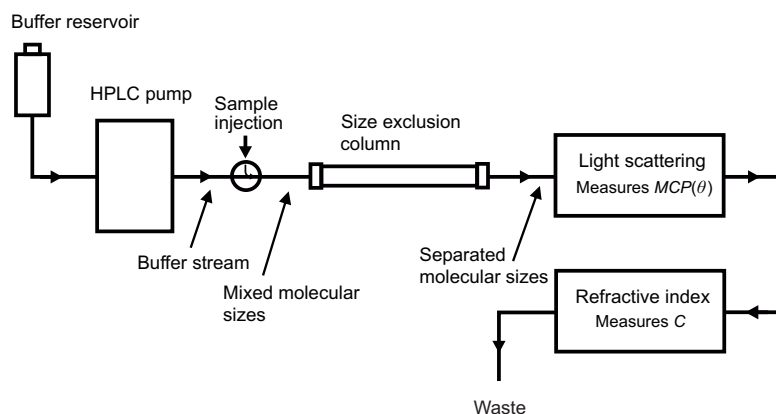 Buffer reservoir
HPLC pump
Sample
injection
Size exclusion
column
Light scattering
Measures MCP(θ)
Buffer stream
Mixed molecular
sizes
Separated
molecular sizes
Refractive index
Measures C
Waste